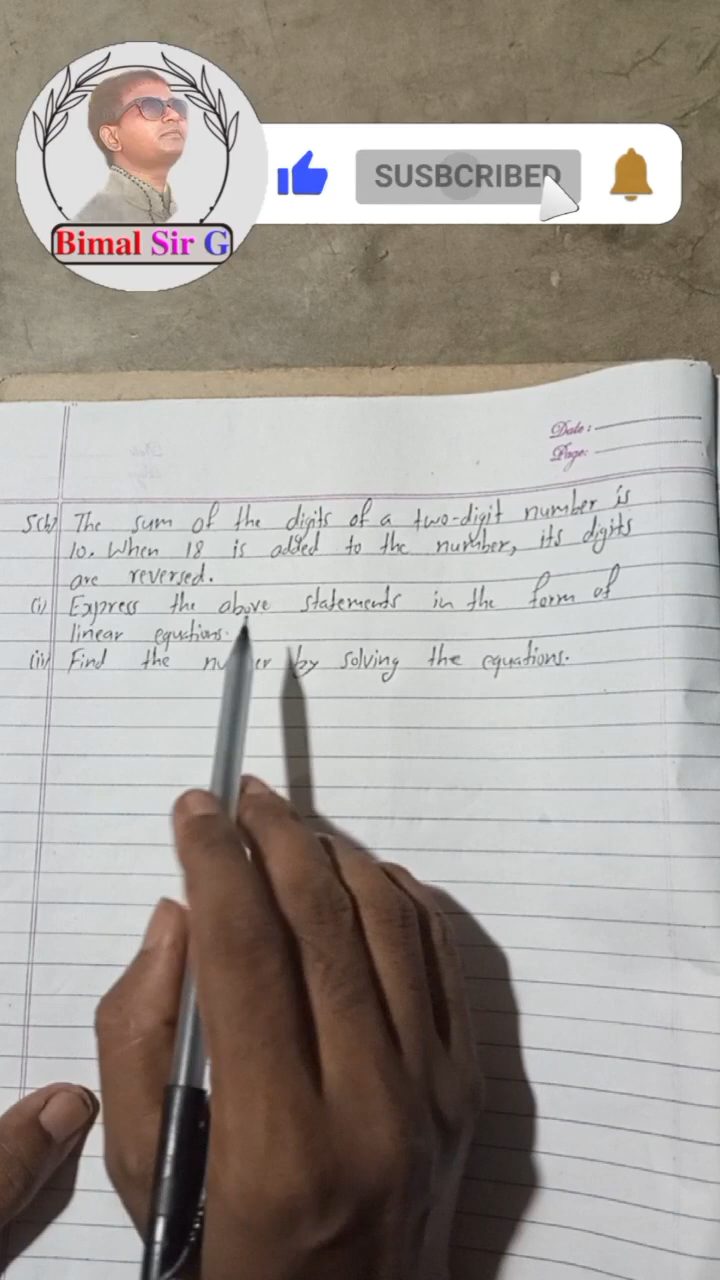 Bimal Sir G
SUSBCRIBED
Date:
Page:
5(b) The sum of the digits of a two-digit number is
10. When 18 is added to the number, its digits
are reversed.
(i) Express the above statements in the form of
linear equations.
(ii) Find the by solving the equations.